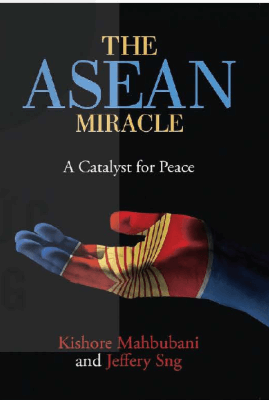 THE
ASEAN
MIRACLE
A Catalyst for Peace
Kishore Mahbubani
and Jeffery Sng